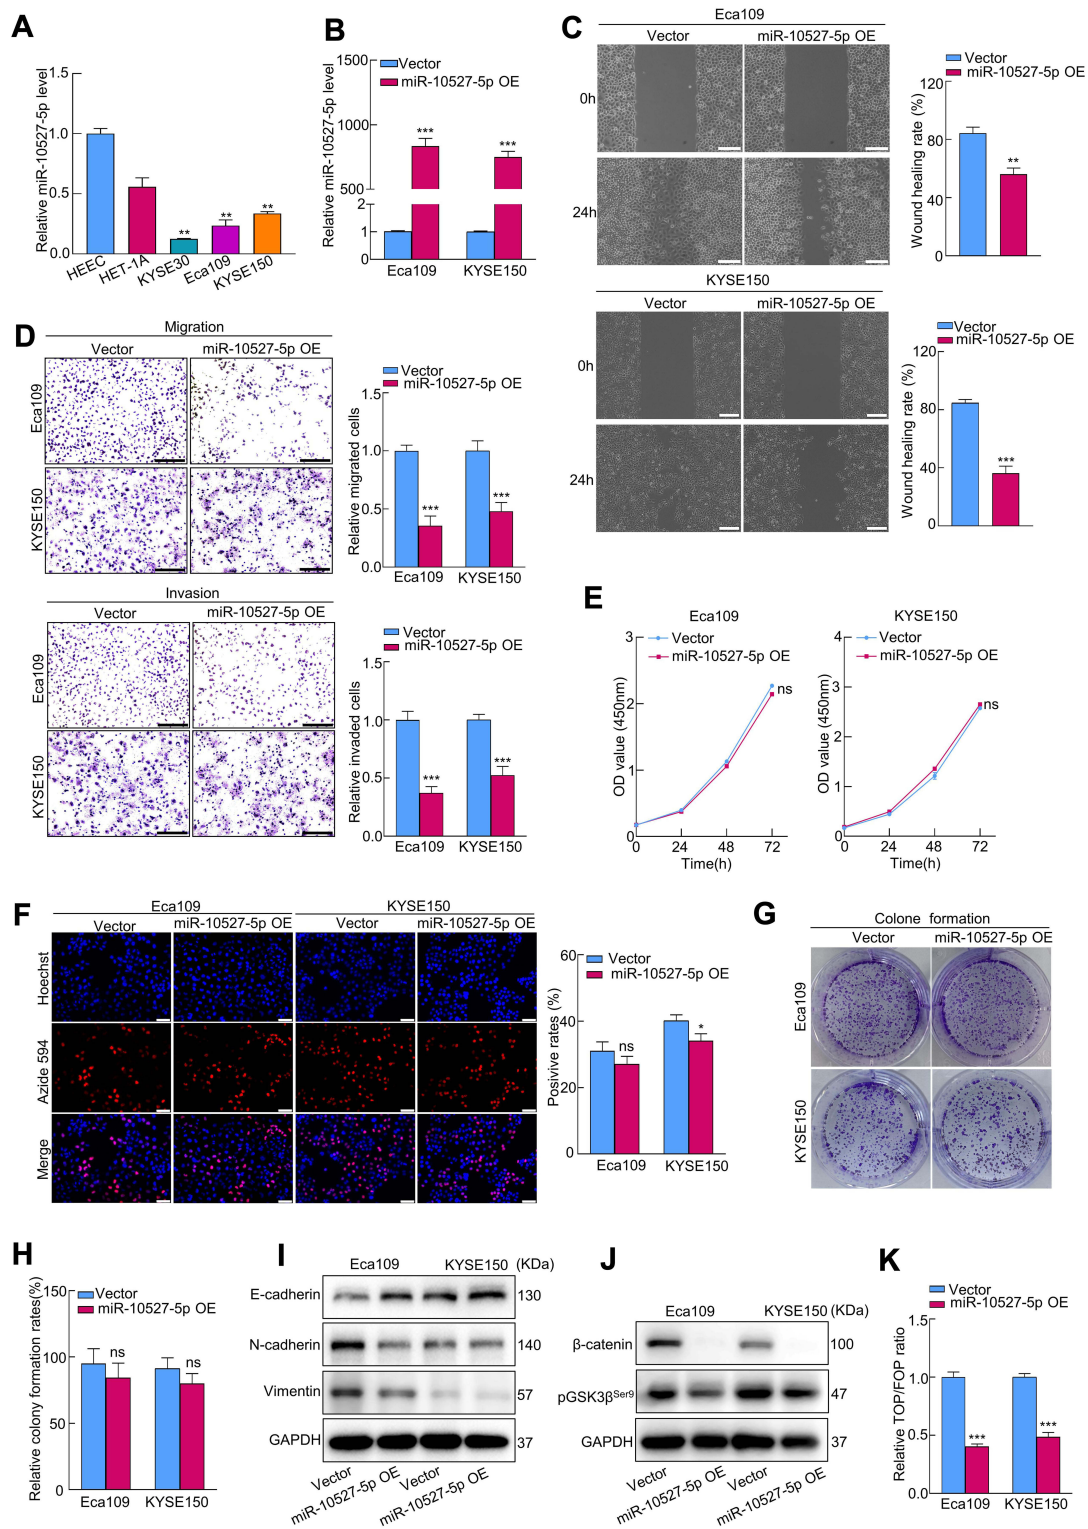 A
Relative miR-10527-5p level
1.5
1.0
0.5
0.0
**
**
**
HEEC
HET-1A
KYSE30
Eca109
KYSE150
B
Relative miR-10527-5p level
Vector
miR-10527-5p OE
1500
1000
500
2
1
0
***
***
Eca109
KYSE150
C
Eca109
Vector
miR-10527-5p OE
0h
24h
Vector
miR-10527-5p OE
Wound healing rate (%)
120
80
40
0
**
KYSE150
Vector
miR-10527-5p OE
0h
24h
Vector
miR-10527-5p OE
Wound healing rate (%)
120
80
40
0
***
D
Migration
Vector
miR-10527-5p OE
Eca109
KYSE150
Vector
miR-10527-5p OE
Relative migrated cells
1.5
1.0
0.5
0.0
***
***
Eca109
KYSE150
Invasion
Vector
miR-10527-5p OE
Eca109
KYSE150
Vector
miR-10527-5p OE
Relative invaded cells
1.5
1.0
0.5
0.0
***
***
Eca109
KYSE150
E
Eca109
Vector
miR-10527-5p OE
OD value (450nm)
3
2
1
0
ns
0
24
48
72
Time(h)
KYSE150
Vector
miR-10527-5p OE
OD value (450nm)
4
3
2
1
0
ns
0
24
48
72
Time(h)
F
Eca109
KYSE150
Vector
miR-10527-5p OE
Vector
miR-10527-5p OE
Hoechst
Azide 594
Merge
Vector
miR-10527-5p OE
Posivive rates (%)
60
40
20
0
ns
*
Eca109
KYSE150
G
Colone formation
Vector
miR-10527-5p OE
Eca109
KYSE150
H
Relative colony formation rates(%)
Vector
miR-10527-5p OE
150
100
50
0
ns
ns
Eca109
KYSE150
I
Eca109
KYSE150
(KDa)
E-cadherin
130
N-cadherin
140
Vimentin
57
GAPDH
37
Vector
miR-10527-5p OE
Vector
miR-10527-5p OE
J
Eca109
KYSE150
(KDa)
β-catenin
100
pGSK3βSer9
47
GAPDH
37
Vector
miR-10527-5p OE
Vector
miR-10527-5p OE
K
Vector
miR-10527-5p OE
Relative TOP/FOP ratio
1.5
1.0
0.5
0.0
***
***
Eca109
KYSE150